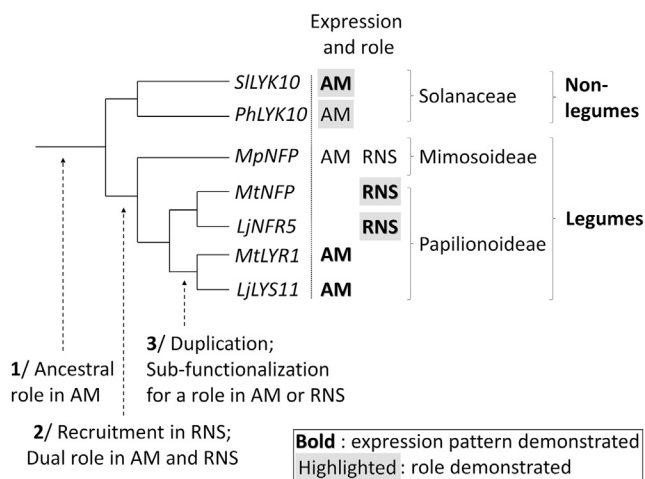 Expression
and role
SlLYK10 AM
PhLYK10 AM
Solanaceae
Non-
legumes
MpNFP AM RNS Mimosoideae
MtNFP RNS
LjNFR5 RNS
MtLYR1 AM
LjLYS11 AM
Papilionoideae
Legumes
1/ Ancestral
role in AM
2/ Recruitment in RNS;
Dual role in AM and RNS
3/ Duplication;
Sub-functionalization
for a role in AM or RNS
Bold : expression pattern demonstrated
Highlighted : role demonstrated